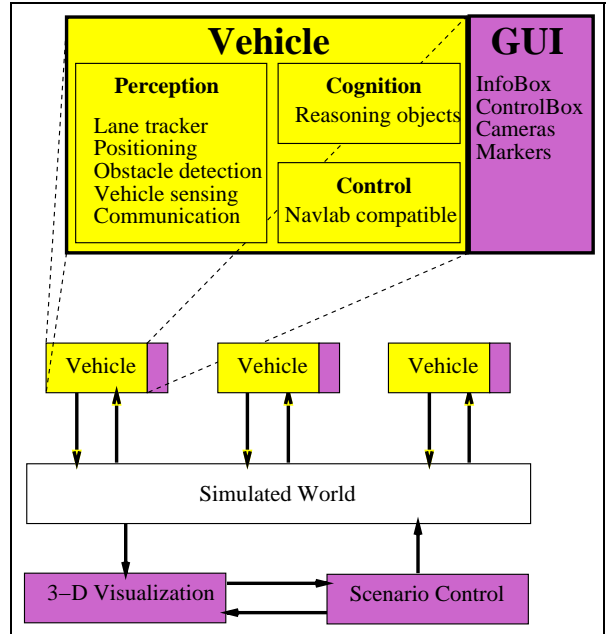 Vehicle
Perception
Lane tracker
Positioning
Obstacle detection
Vehicle sensing
Communication
Cognition
Reasoning objects
Control
Navlab compatible
GUI
InfoBox
ControlBox
Cameras
Markers
Vehicle
Vehicle
Vehicle
Simulated World
3−D Visualization
Scenario Control